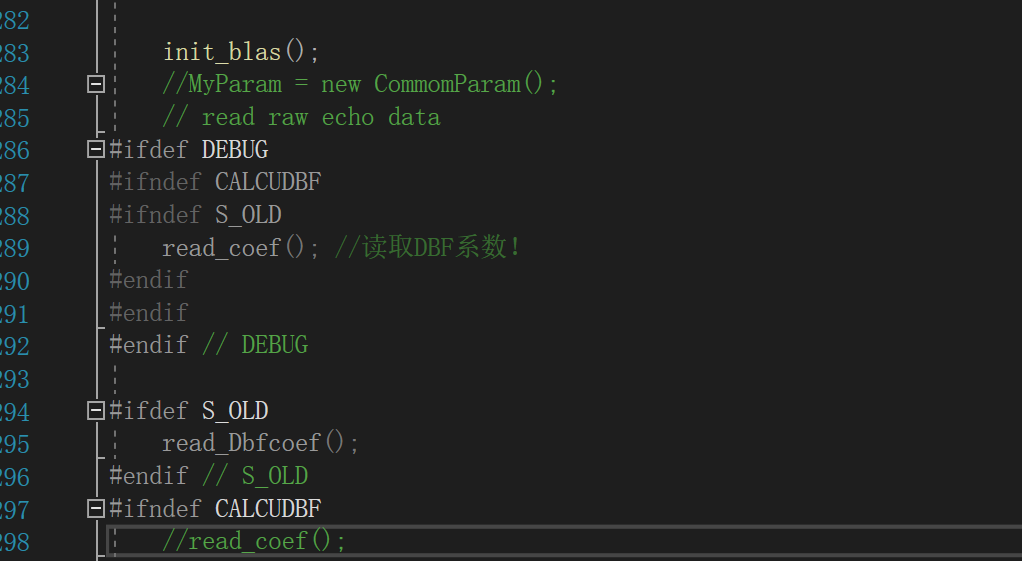 282
283 init_blas();
284 //MyParam = new CommomParam();
285 // read raw echo data
286 #ifdef DEBUG
287 #ifndef CALCUDBF
288 #ifndef S_OLD
289 read_coef(); //读取DBF系数!
290 #endif
291 #endif
292 #endif // DEBUG
293
294 #ifdef S_OLD
295 read_Dbfcoef();
296 #endif // S_OLD
297 #ifndef CALCUDBF
298 //read_coef();